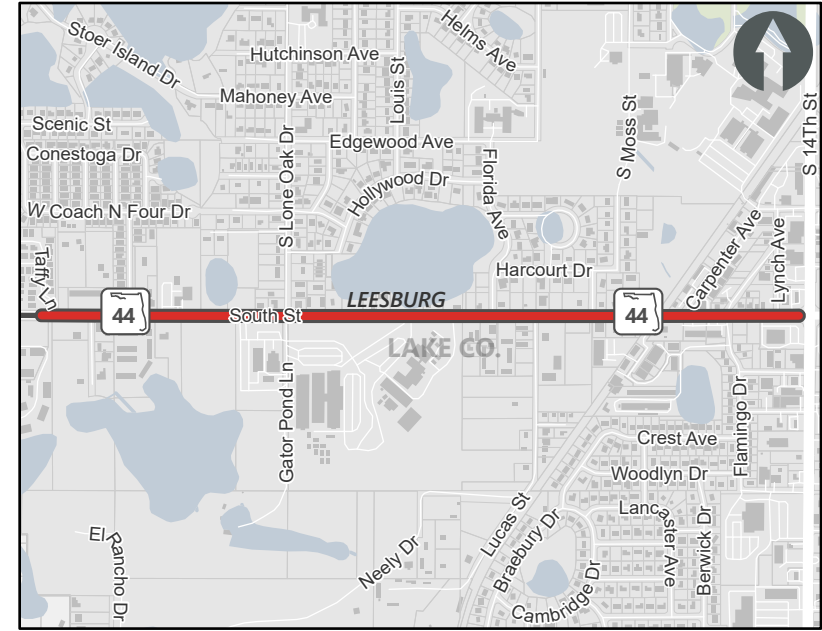 Helms Ave
Stoer Island Dr
Hutchinson Ave
Louis St
Mahoney Ave
S Moss St
S 14Th St
Scenic St
Edgewood Ave
Conestoga Dr
S Lone Oak Dr
Hollywood Dr
Florida Ave
W Coach N Four Dr
Carpenter Ave
Lynch Ave
Taffy Ln
Harcourt Dr
LEESBURG
44
South St
44
LAKE CO.
Gator Pond Ln
Flamingo Dr
Crest Ave
Woodlyn Dr
Lancaster Ave
Lucas St
Braebury Dr
Berwick Dr
El Rancho Dr
Neely Dr
Cambridge Dr